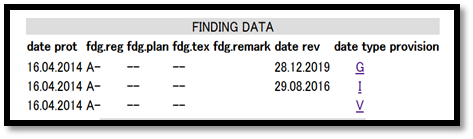 FINDING DATA
date prot fdg.reg fdg.plan fdg.tex fdg.remark date rev date type provision
16.04.2014 A- -- -- 28.12.2019 G
16.04.2014 A- -- -- 29.08.2016 I
16.04.2014 A- -- -- V